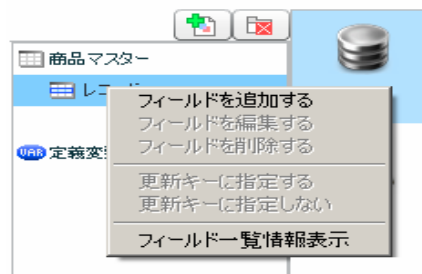 商品マスター
レコード
フィールドを追加する
フィールドを編集する
フィールドを削除する
VAR 定義変
更新キーに指定する
更新キーに指定しない
フィールド一覧情報表示